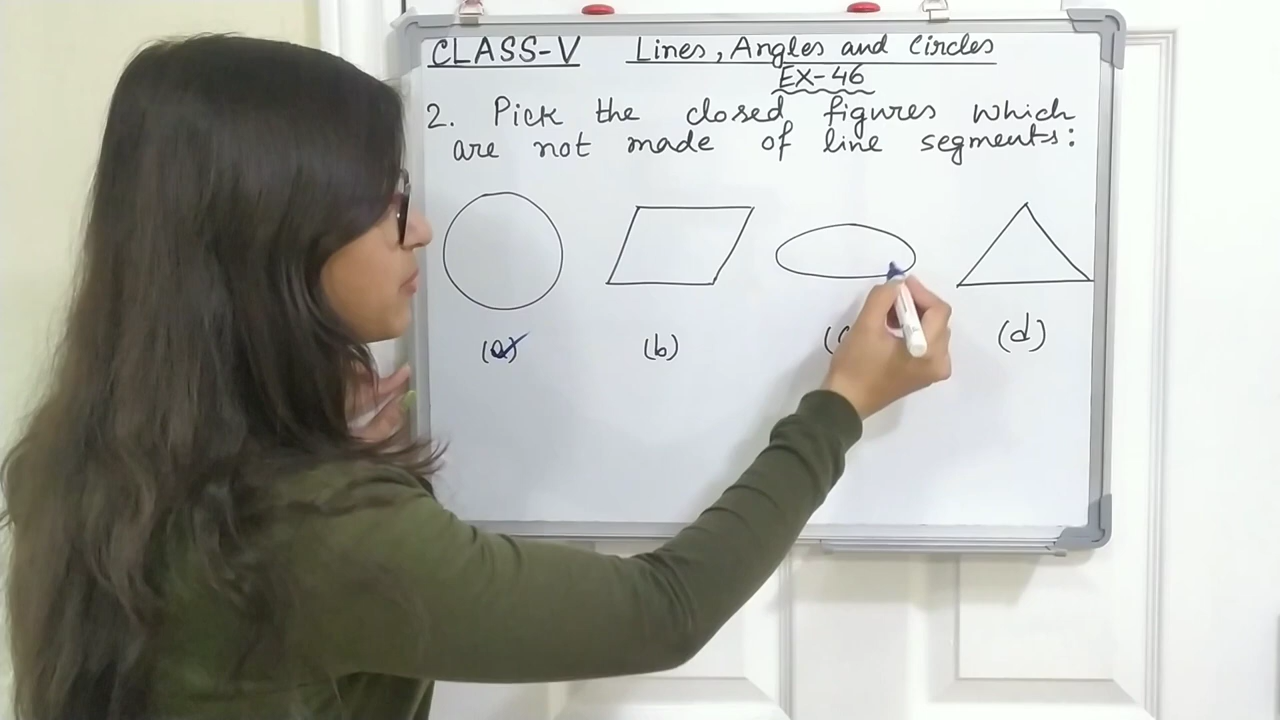 CLASS-V Lines, Angles and Circles
EX-46
2. Pick the closed figures which
are not made of line segments:
(a) (b) (c (d)